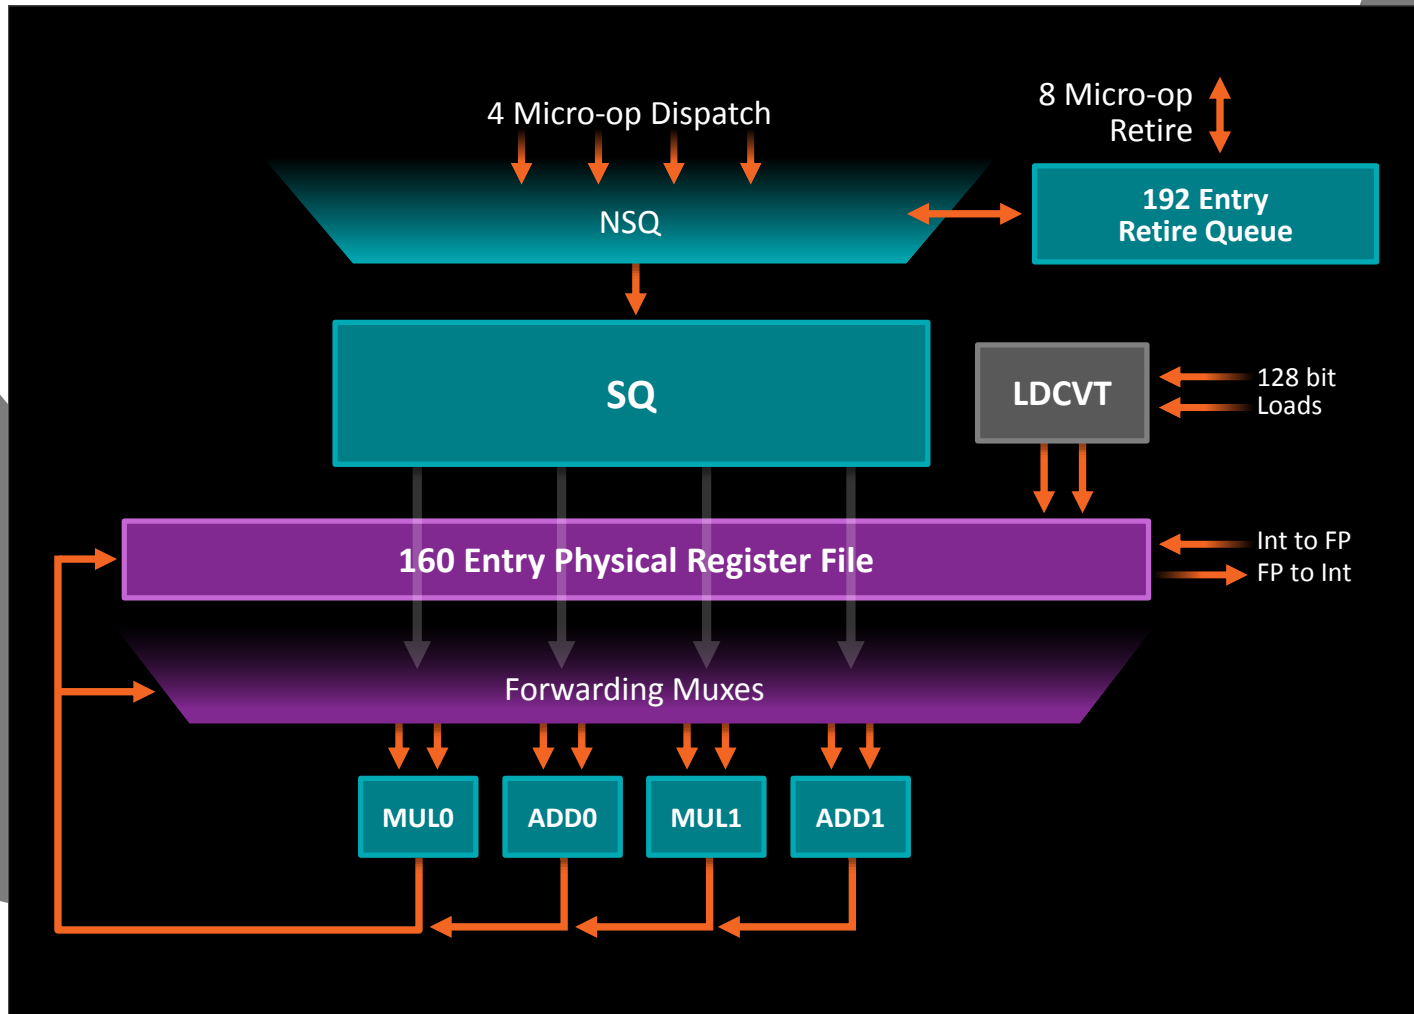 4 Micro-op Dispatch
8 Micro-op
Retire
NSQ
192 Entry
Retire Queue
SQ
LDCVT
128 bit
Loads
160 Entry Physical Register File
Int to FP
FP to Int
Forwarding Muxes
MUL0
ADD0
MUL1
ADD1